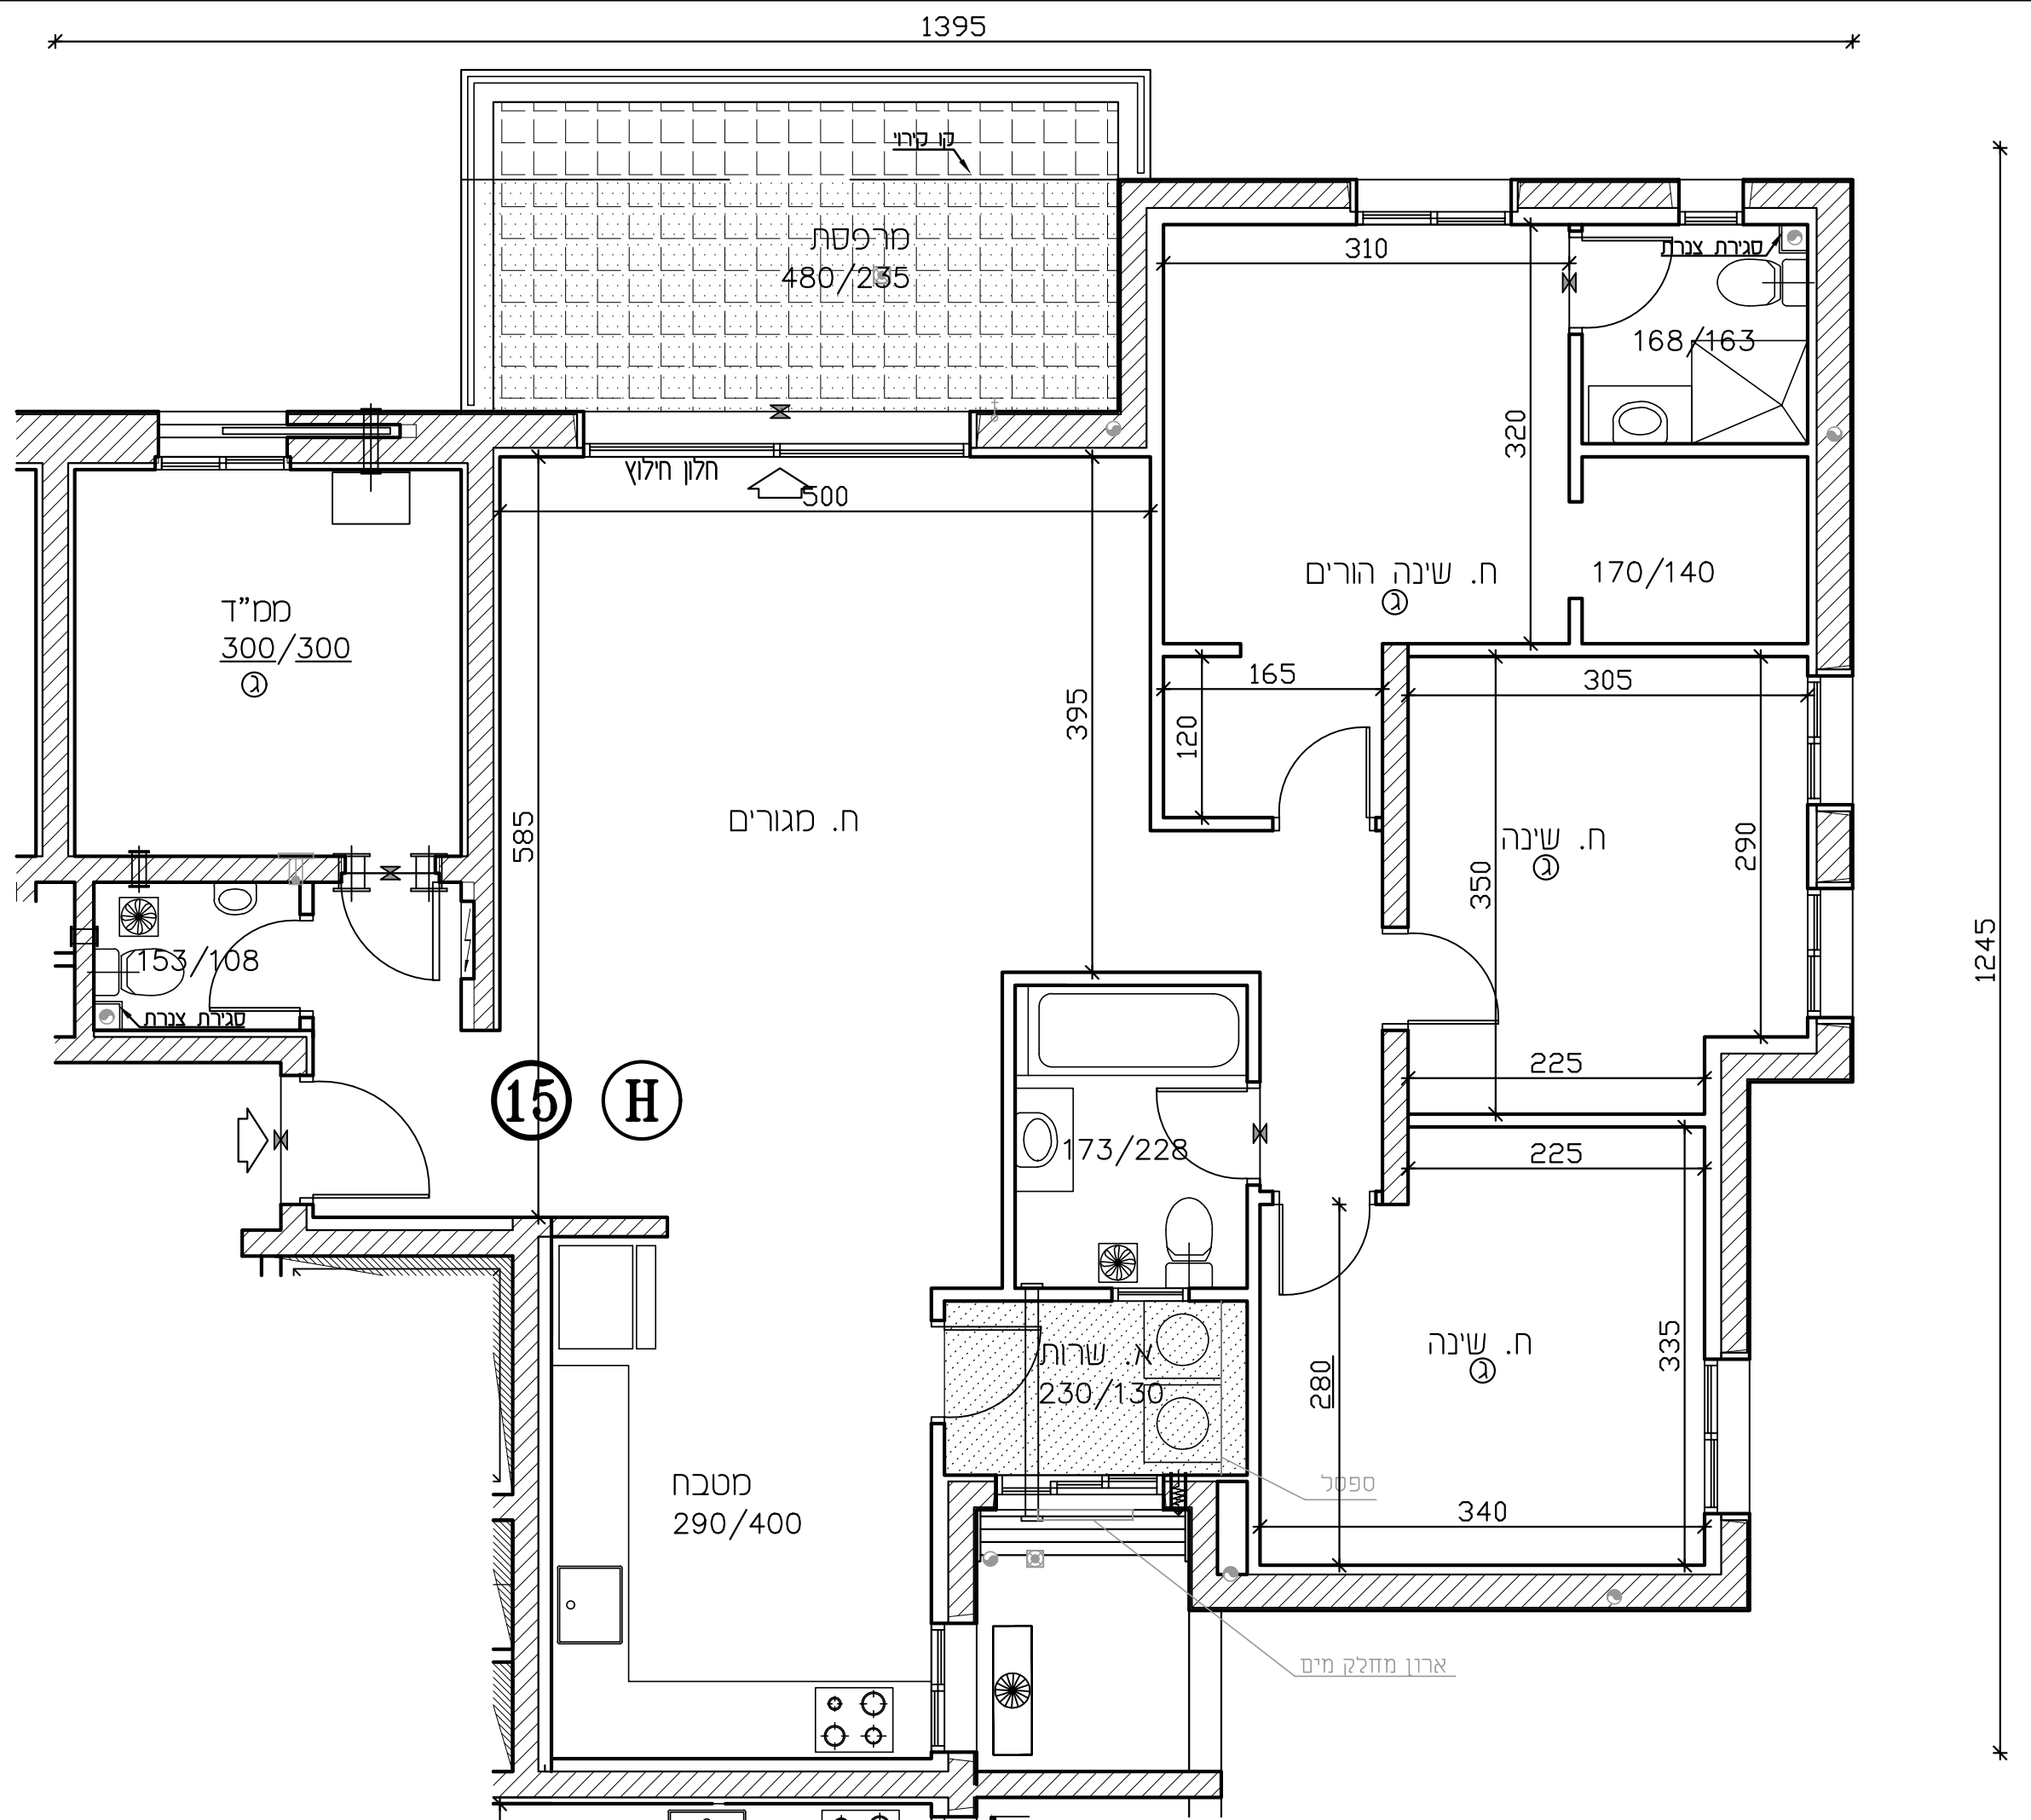 1395
קו קירוי
מרפסת
480/235
310
סגירת צנרת
168/163
320
חלון חילוץ
500
ח. שינה הורים
ג
170/140
ממ"ד
300/300
ג
165
305
395
120
585
ח. מגורים
ח. שינה
ג
350
290
1245
153/108
סגירת צנרת
15
H
225
173/228
225
א. שרות
230/130
ח. שינה
ג
335
280
ספסל
מטבח
290/400
340
ארון מחלק מים